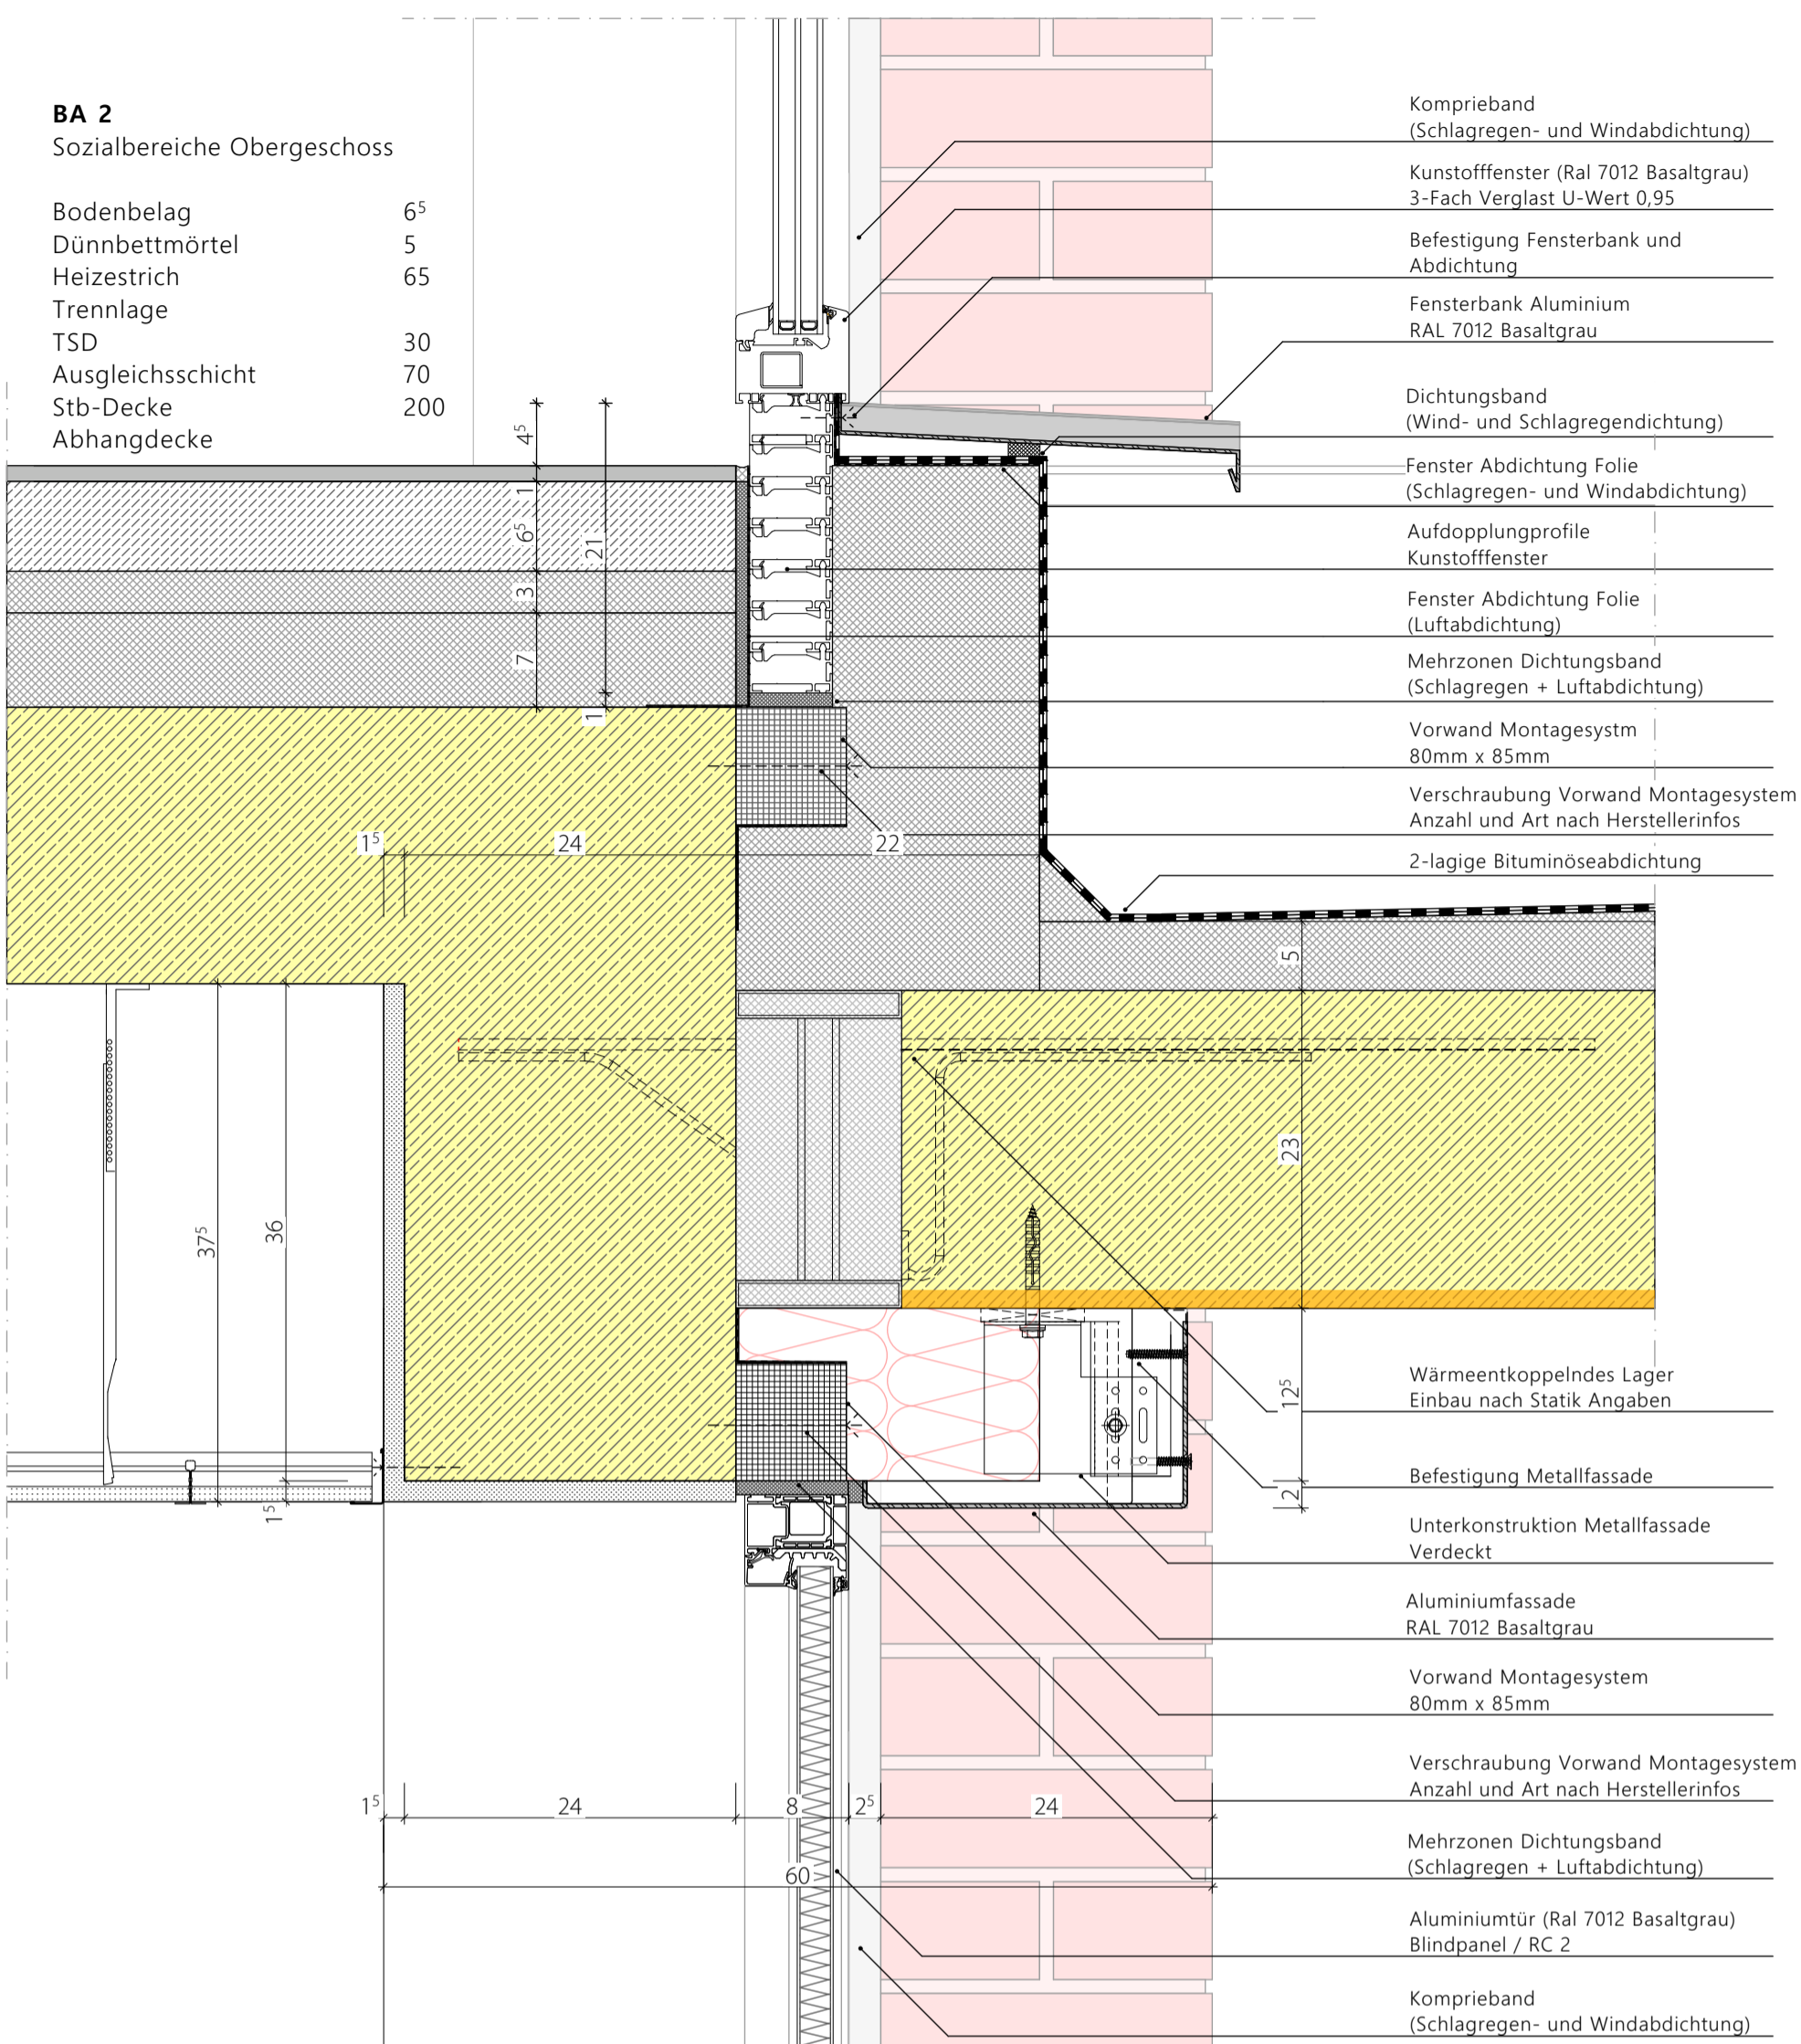 BA 2
Sozialbereiche Obergeschoss
Bodenbelag 6⁵
Dünnbettmörtel 5
Heizestrich 65
Trennlage
TSD 30
Ausgleichsschicht 70
Stb-Decke 200
Abhangdecke
Komprieband
(Schlagregen- und Windabdichtung)
Kunstofffenster (Ral 7012 Basaltgrau)
3-Fach Verglast U-Wert 0,95
Befestigung Fensterbank und
Abdichtung
Fensterbank Aluminium
RAL 7012 Basaltgrau
Dichtungsband
(Wind- und Schlagregendichtung)
Fenster Abdichtung Folie
(Schlagregen- und Windabdichtung)
Aufdopplungprofile
Kunstofffenster
Fenster Abdichtung Folie
(Luftabdichtung)
Mehrzonen Dichtungsband
(Schlagregen + Luftabdichtung)
Vorwand Montagesystm
80mm x 85mm
Verschraubung Vorwand Montagesystem
Anzahl und Art nach Herstellerinfos
2-lagige Bituminöseabdichtung
Wärmeentkoppelndes Lager
Einbau nach Statik Angaben
Befestigung Metallfassade
Unterkonstruktion Metallfassade
Verdeckt
Aluminiumfassade
RAL 7012 Basaltgrau
Vorwand Montagesystem
80mm x 85mm
Verschraubung Vorwand Montagesystem
Anzahl und Art nach Herstellerinfos
Mehrzonen Dichtungsband
(Schlagregen + Luftabdichtung)
Aluminiumtür (Ral 7012 Basaltgrau)
Blindpanel / RC 2
Komprieband
(Schlagregen- und Windabdichtung)
4⁵
1
6⁵
3
7
21
1
1⁵
24
22
5
23
12⁵
2
37⁵
36
1⁵
1⁵
24
8
2⁵
24
60